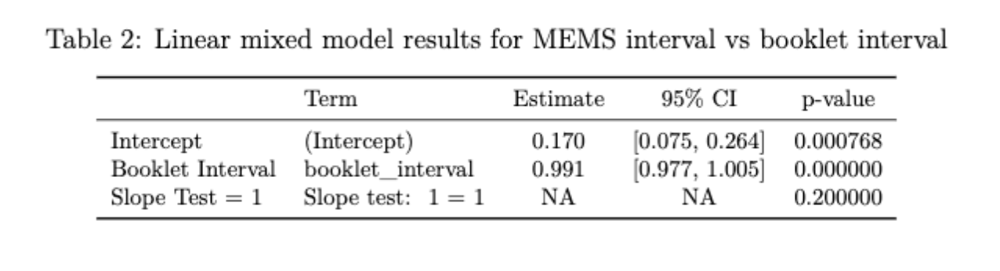 Table 2: Linear mixed model results for MEMS interval vs booklet interval
Term Estimate 95% CI p-value
Intercept (Intercept) 0.170 [0.075, 0.264] 0.000768
Booklet Interval booklet_interval 0.991 [0.977, 1.005] 0.000000
Slope Test = 1 Slope test: 1 = 1 NA NA 0.200000